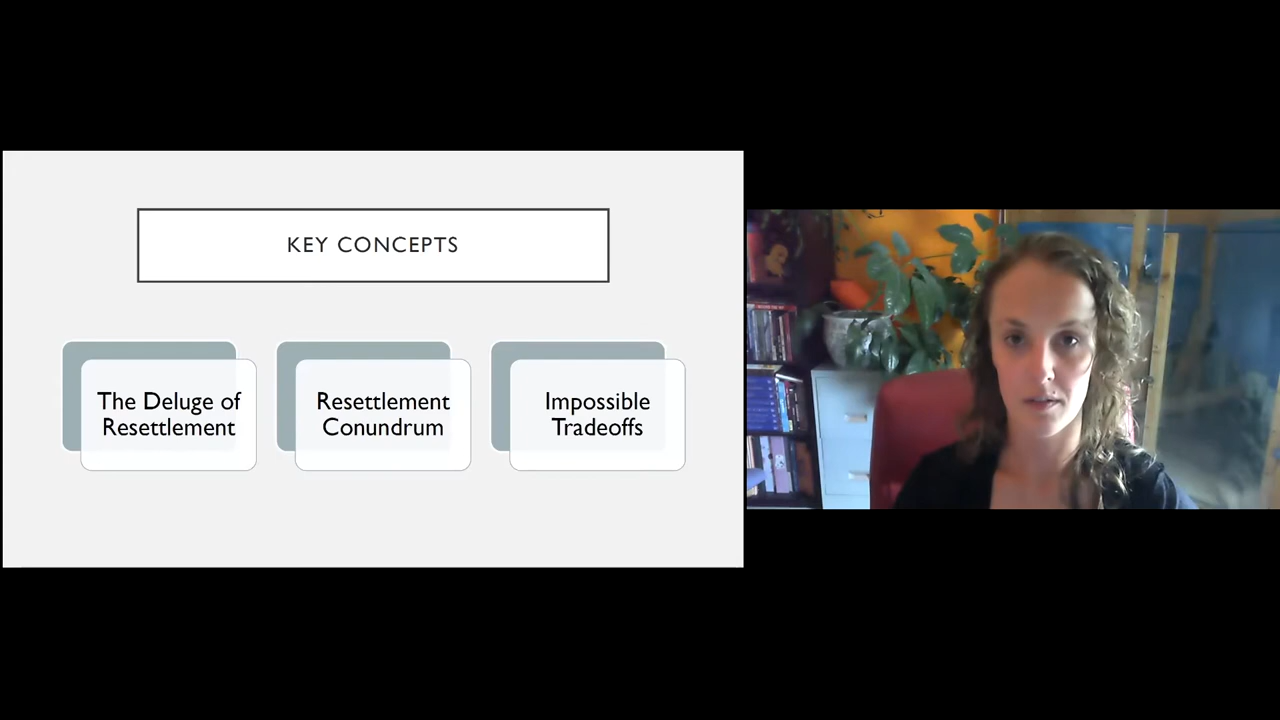 KEY CONCEPTS
The Deluge of
Resettlement
Resettlement
Conundrum
Impossible
Tradeoffs